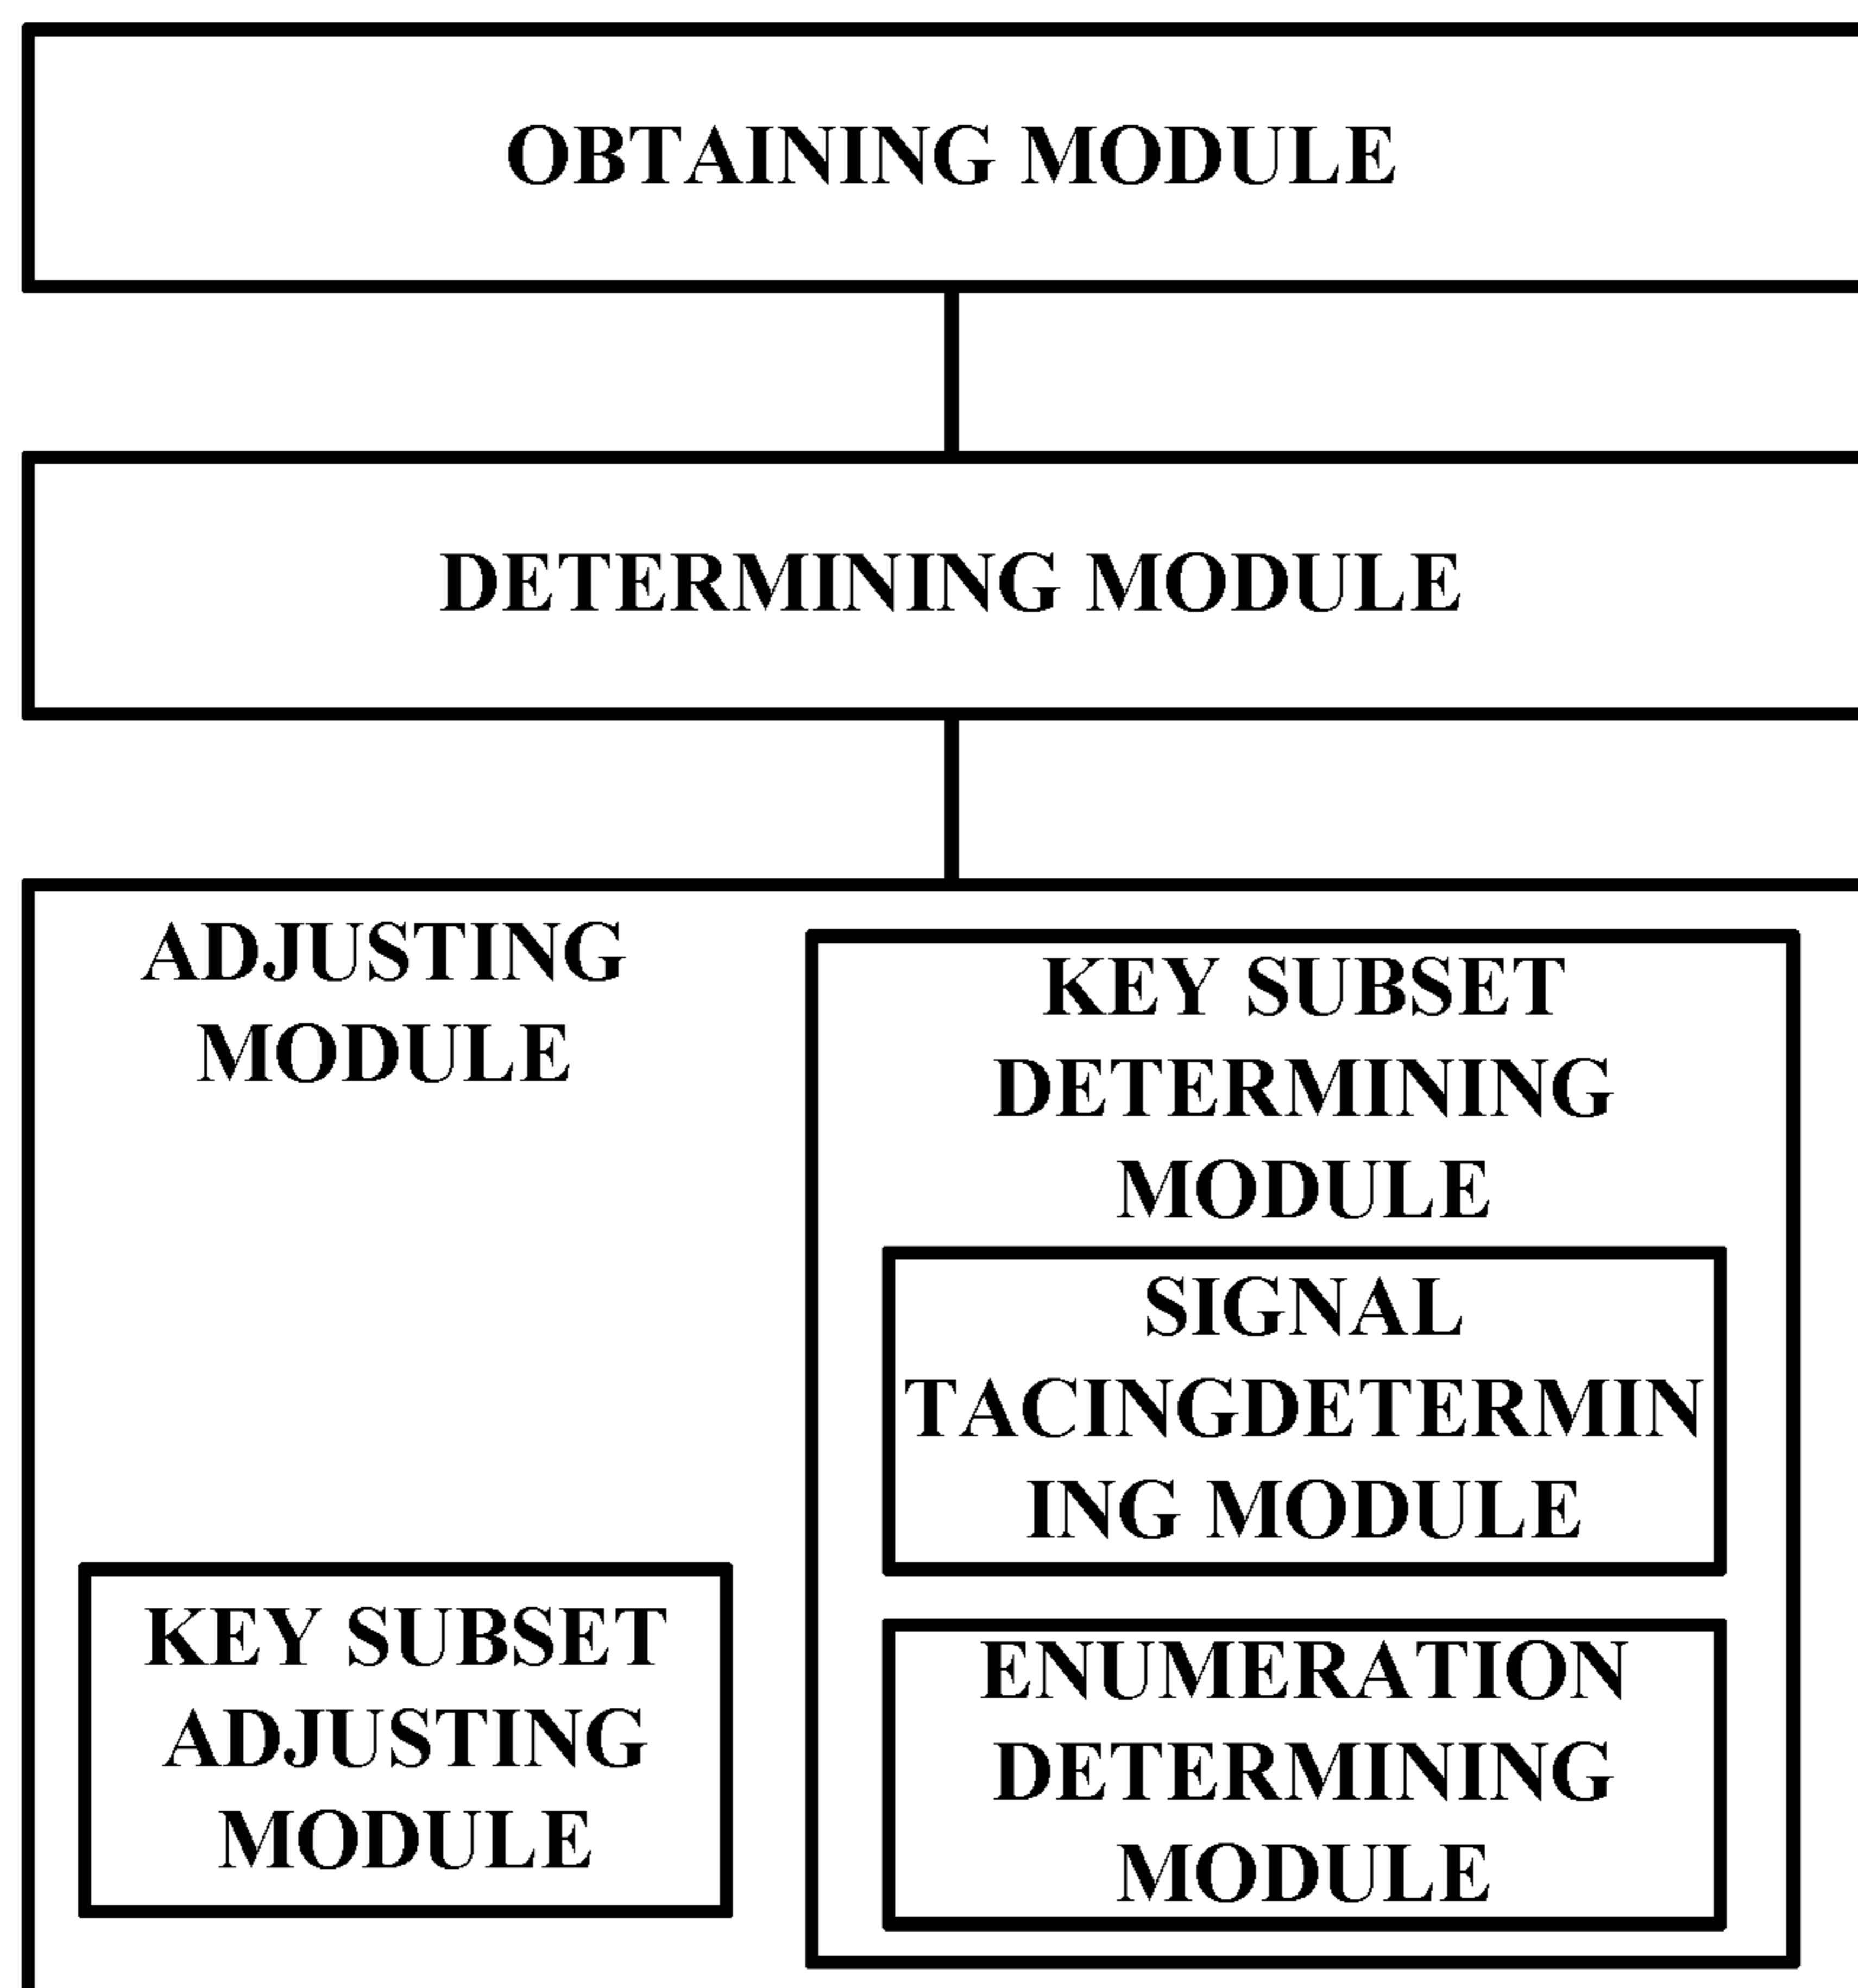 OBTAINING MODULE
DETERMINING MODULE
ADJUSTING
MODULE
KEY SUBSET
DETERMINING
MODULE
SIGNAL
TACINGDETERMIN
ING MODULE
KEY SUBSET
ADJUSTING
MODULE
ENUMERATION
DETERMINING
MODULE